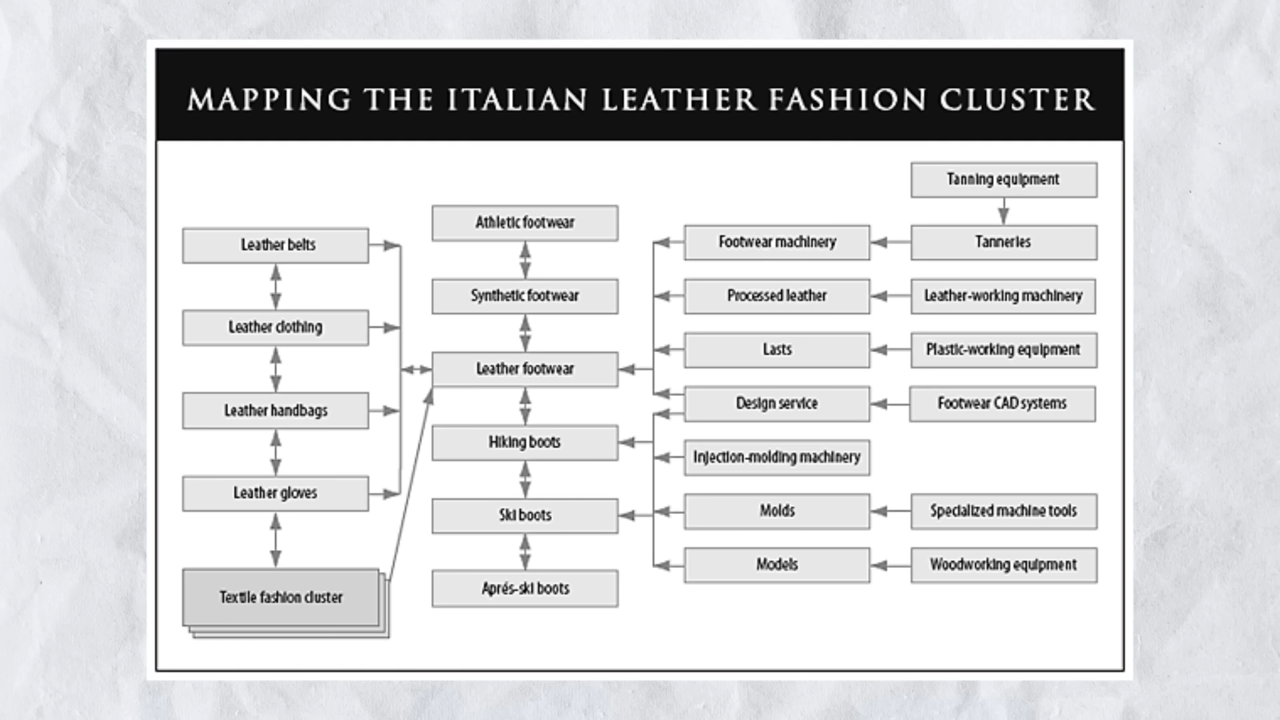 MAPPING THE ITALIAN LEATHER FASHION CLUSTER
Tanning equipment
Athletic footwear
Leather belts
Footwear machinery
Tanneries
Synthetic footwear
Processed leather
Leather-working machinery
Leather clothing
Lasts
Plastic-working equipment
Leather footwear
Leather handbags
Design service
Footwear CAD systems
Hiking boots
Injection-molding machinery
Leather gloves
Ski boots
Molds
Specialized machine tools
Models
Woodworking equipment
Aprés-ski boots
Textile fashion cluster